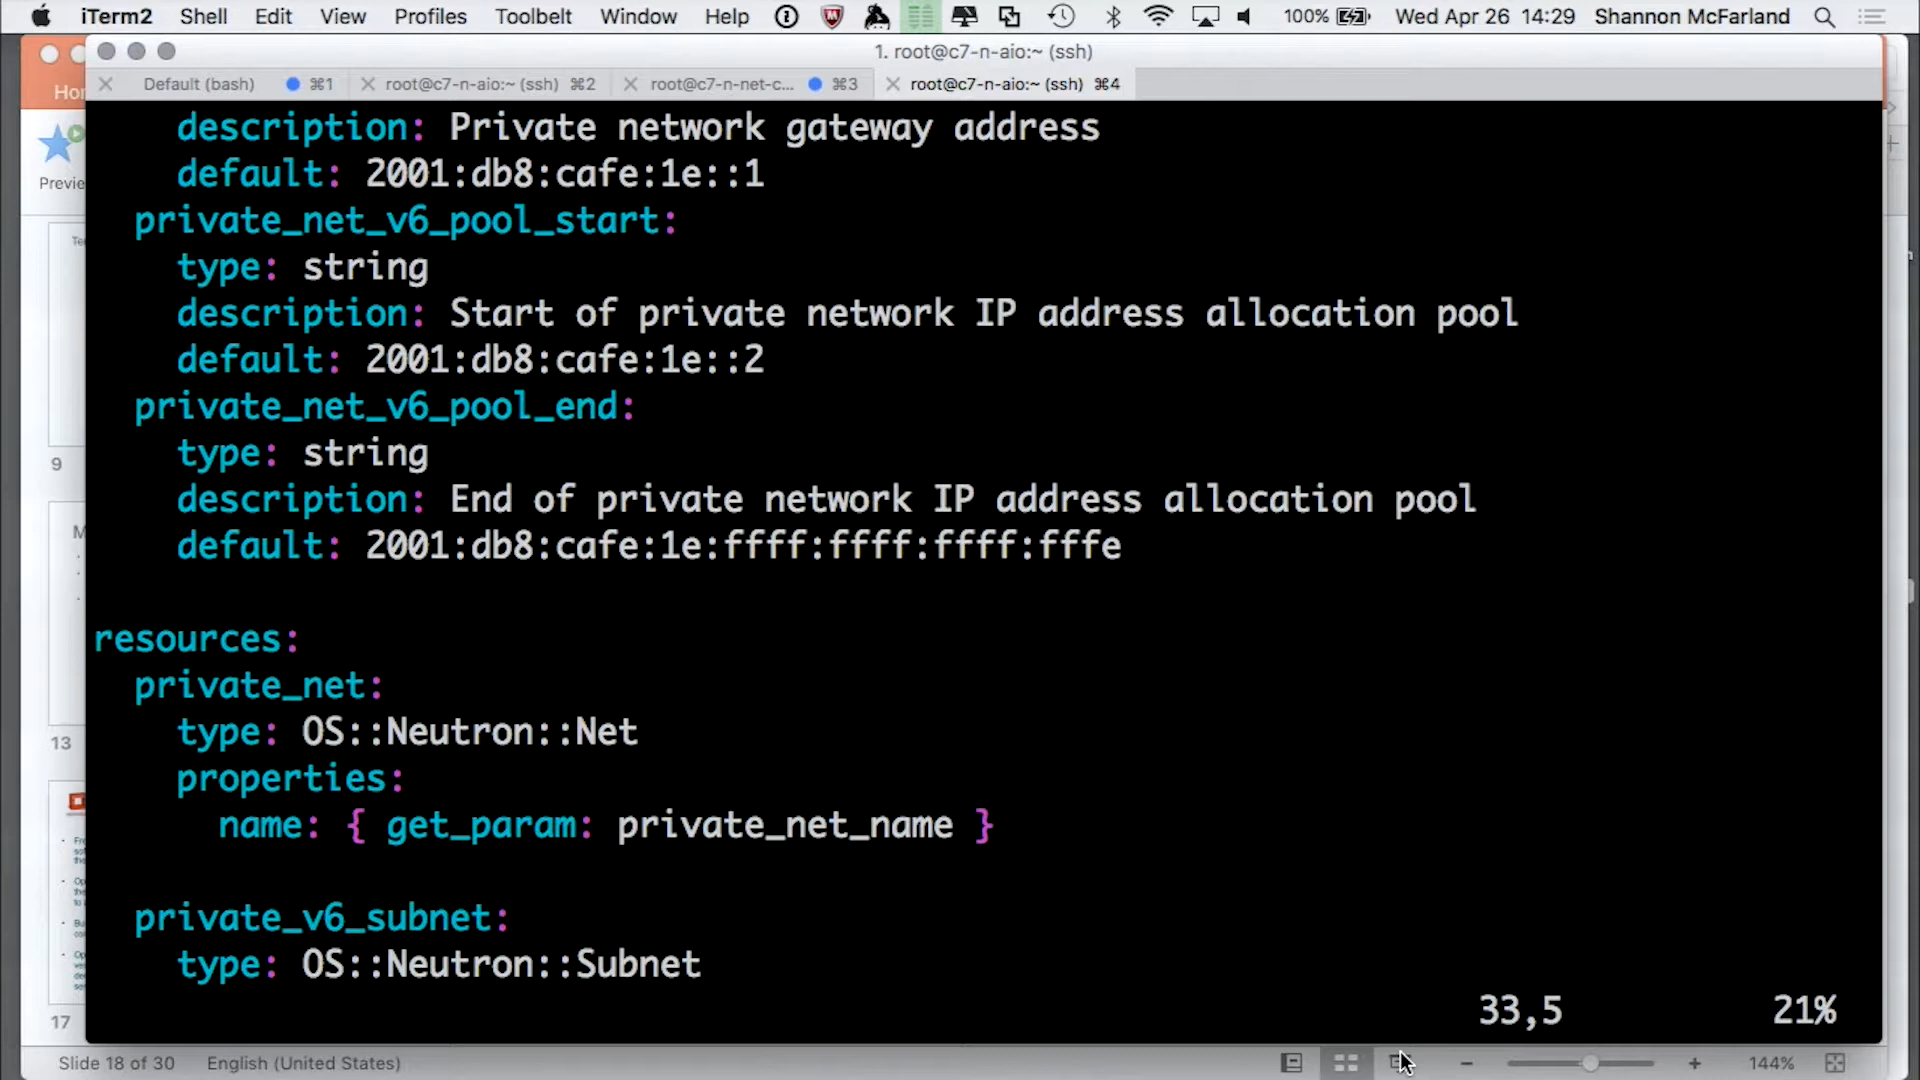 iTerm2 Shell Edit View Profiles Toolbelt Window Help 100% Wed Apr 26 14:29 Shannon McFarland
1. root@c7-n-aio:~ (ssh)
Default (bash) ⌘1 root@c7-n-aio:~ (ssh) ⌘2 root@c7-n-net-c... ⌘3 root@c7-n-aio:~ (ssh) ⌘4
description: Private network gateway address
default: 2001:db8:cafe:1e::1
private_net_v6_pool_start:
type: string
description: Start of private network IP address allocation pool
default: 2001:db8:cafe:1e::2
private_net_v6_pool_end:
type: string
description: End of private network IP address allocation pool
default: 2001:db8:cafe:1e:ffff:ffff:ffff:fffe
resources:
private_net:
type: OS::Neutron::Net
properties:
name: { get_param: private_net_name }
private_v6_subnet:
type: OS::Neutron::Subnet
33,5 21%
9
13
17
Slide 18 of 30 English (United States) 144%